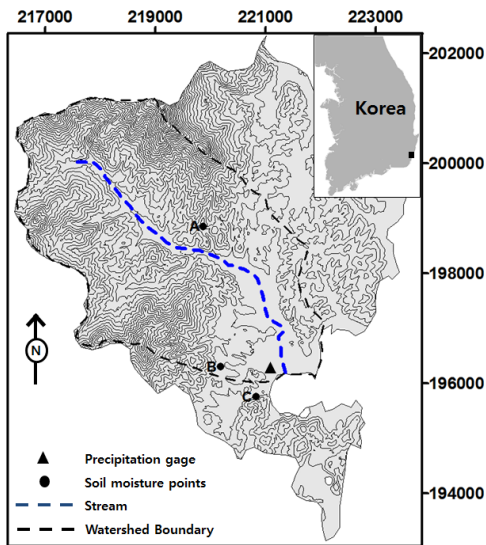 217000 219000 221000 223000
202000
Korea
200000
A
198000
N
B
196000
C
Precipitation gage
Soil moisture points
194000
Stream
Watershed Boundary